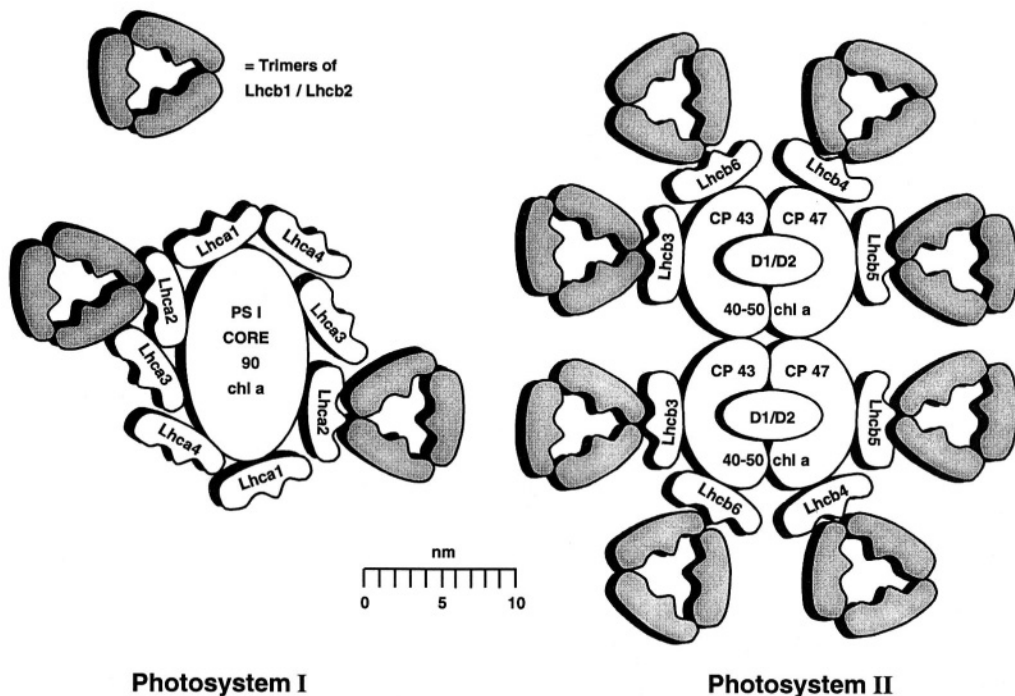 = Trimers of
Lhcb1 / Lhcb2
Lhca1
Lhca4
Lhca2
Lhca3
PS I
CORE
90
chl a
Lhca3
Lhca2
Lhca4
Lhca1
Lhcb6
Lhcb4
CP 43
CP 47
Lhcb3
D1/D2
Lhcb5
40-50 chl a
CP 43
CP 47
Lhcb3
D1/D2
Lhcb5
40-50 chl a
Lhcb6
Lhcb4
nm
0
10
Photosystem I
Photosystem II